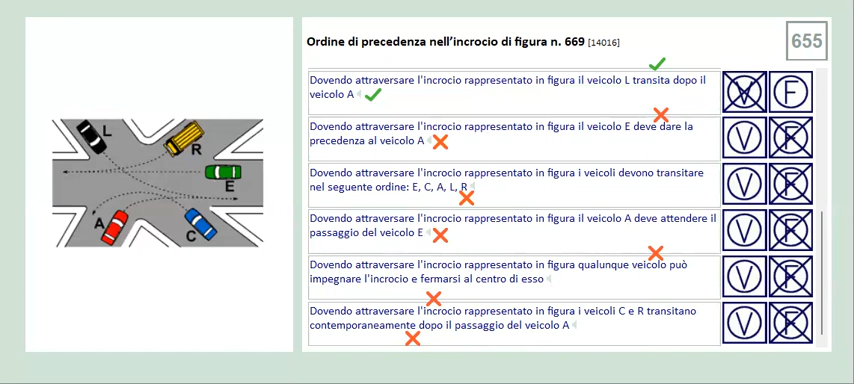 Ordine di precedenza nell'incrocio di figura n. 669 [14016]
655
Dovendo attraversare l'incrocio rappresentato in figura il veicolo L transita dopo il
veicolo A
V F
Dovendo attraversare l'incrocio rappresentato in figura il veicolo E deve dare la
precedenza al veicolo A
V F
Dovendo attraversare l'incrocio rappresentato in figura i veicoli devono transitare
nel seguente ordine: E, C, A, L, R
V F
Dovendo attraversare l'incrocio rappresentato in figura il veicolo A deve attendere il
passaggio del veicolo E
V F
Dovendo attraversare l'incrocio rappresentato in figura qualunque veicolo può
impegnare l'incrocio e fermarsi al centro di esso
V F
Dovendo attraversare l'incrocio rappresentato in figura i veicoli C e R transitano
contemporaneamente dopo il passaggio del veicolo A
V F
L
R
E
A
C